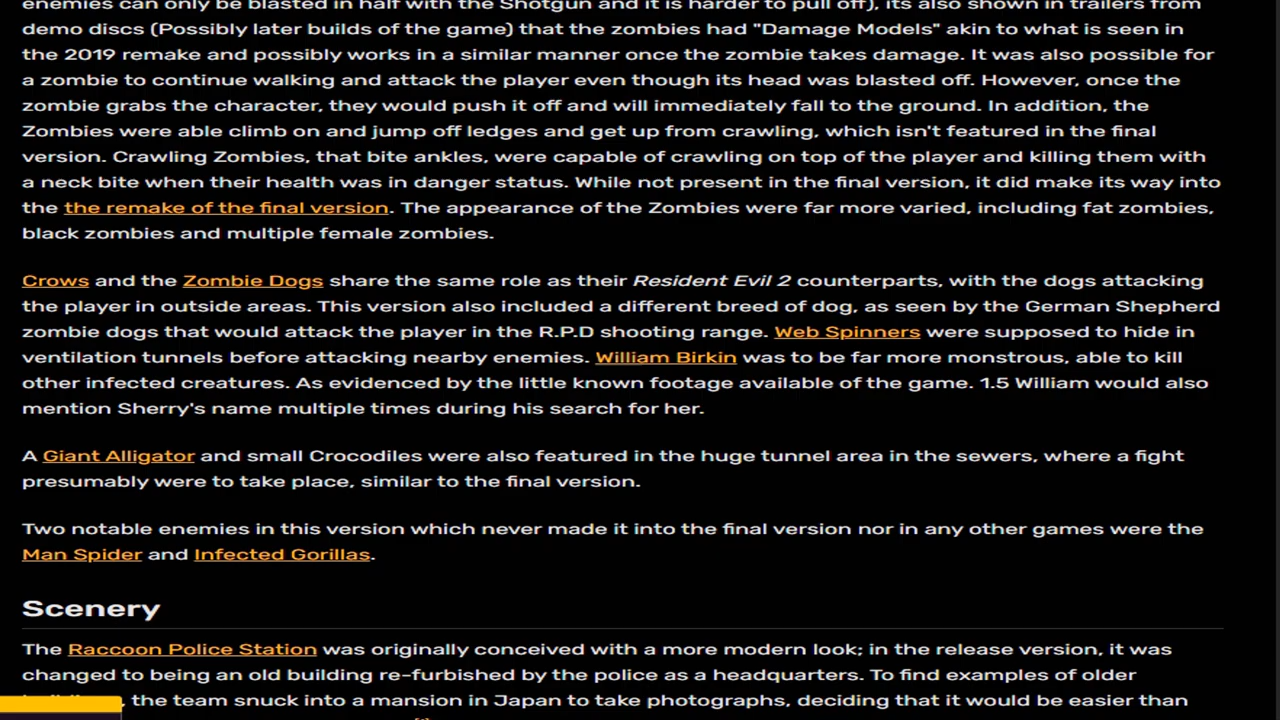 enemies can only be blasted in half with the Shotgun and it is harder to pull off), its also shown in trailers from
demo discs (Possibly later builds of the game) that the zombies had "Damage Models" akin to what is seen in
the 2019 remake and possibly works in a similar manner once the zombie takes damage. It was also possible for
a zombie to continue walking and attack the player even though its head was blasted off. However, once the
zombie grabs the character, they would push it off and will immediately fall to the ground. In addition, the
Zombies were able climb on and jump off ledges and get up from crawling, which isn't featured in the final
version. Crawling Zombies, that bite ankles, were capable of crawling on top of the player and killing them with
a neck bite when their health was in danger status. While not present in the final version, it did make its way into
the the remake of the final version. The appearance of the Zombies were far more varied, including fat zombies,
black zombies and multiple female zombies.
Crows and the Zombie Dogs share the same role as their Resident Evil 2 counterparts, with the dogs attacking
the player in outside areas. This version also included a different breed of dog, as seen by the German Shepherd
zombie dogs that would attack the player in the R.P.D shooting range. Web Spinners were supposed to hide in
ventilation tunnels before attacking nearby enemies. William Birkin was to be far more monstrous, able to kill
other infected creatures. As evidenced by the little known footage available of the game. 1.5 William would also
mention Sherry's name multiple times during his search for her.
A Giant Alligator and small Crocodiles were also featured in the huge tunnel area in the sewers, where a fight
presumably were to take place, similar to the final version.
Two notable enemies in this version which never made it into the final version nor in any other games were the
Man Spider and Infected Gorillas.
Scenery
The Raccoon Police Station was originally conceived with a more modern look; in the release version, it was
changed to being an old building re-furbished by the police as a headquarters. To find examples of older
, the team snuck into a mansion in Japan to take photographs, deciding that it would be easier than